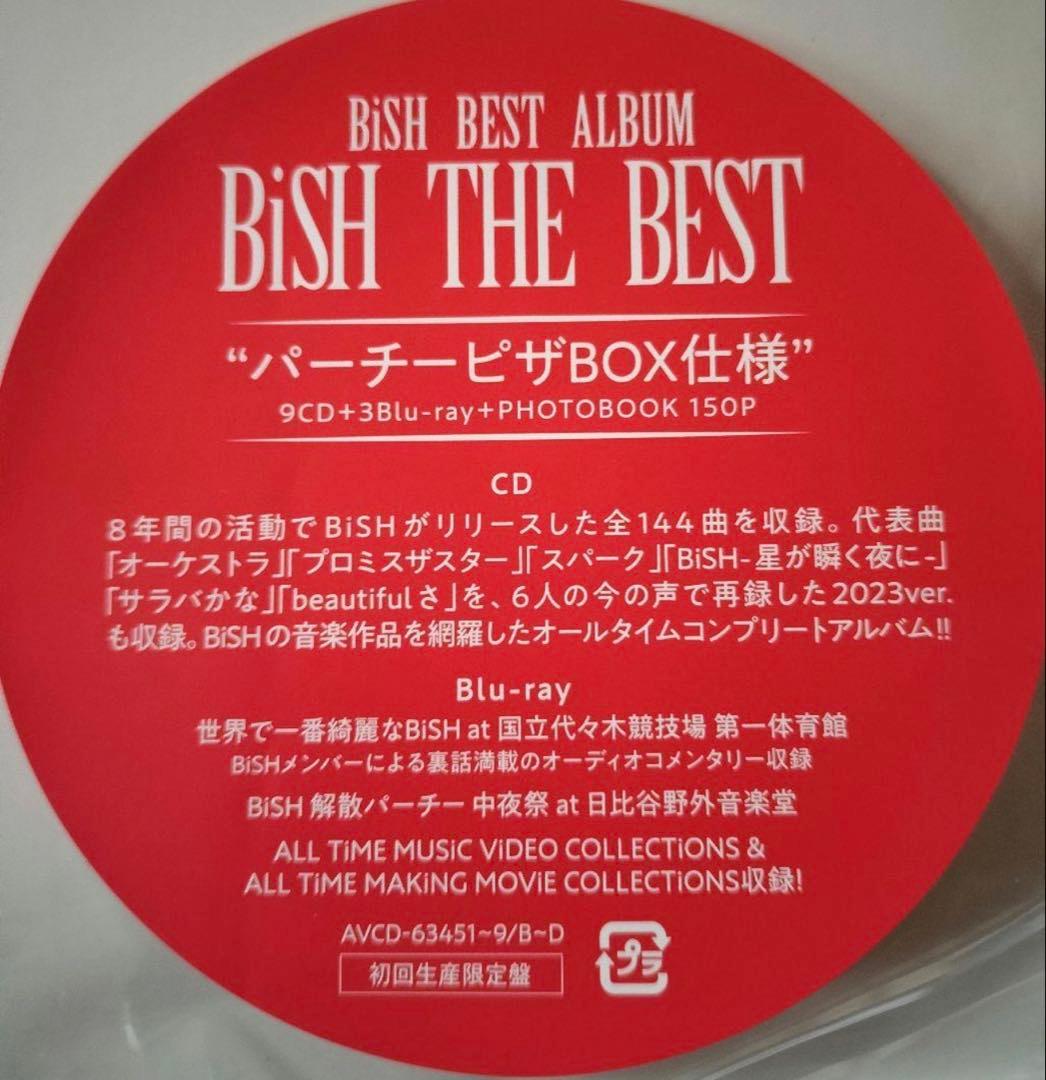 BiSH BEST ALBUM
BiSH THE BEST
“パーチーピザBOX仕様”
9CD+3Blu-ray+PHOTOBOOK 150P
CD
8年間の活動でBiSHがリリースした全144曲を収録。代表曲
「オーケストラ」「プロミスザスター」「スパーク」「BiSH-星が瞬く夜に-」
「サラバかな」「beautifulさ」を、6人の今の声で再録した2023ver.
も収録。BiSHの音楽作品を網羅したオールタイムコンプリートアルバム!!
Blu-ray
世界で一番綺麗なBiSH at 国立代々木競技場 第一体育館
BiSHメンバーによる裏話満載のオーディオコメンタリー収録
BiSH 解散パーチー 中夜祭 at 日比谷野外音楽堂
ALL TiME MUSiC ViDEO COLLECTiONS &
ALL TiME MAKiNG MOViE COLLECTiONS収録!
AVCD-63451~9/B~D
初回生産限定盤
プラ